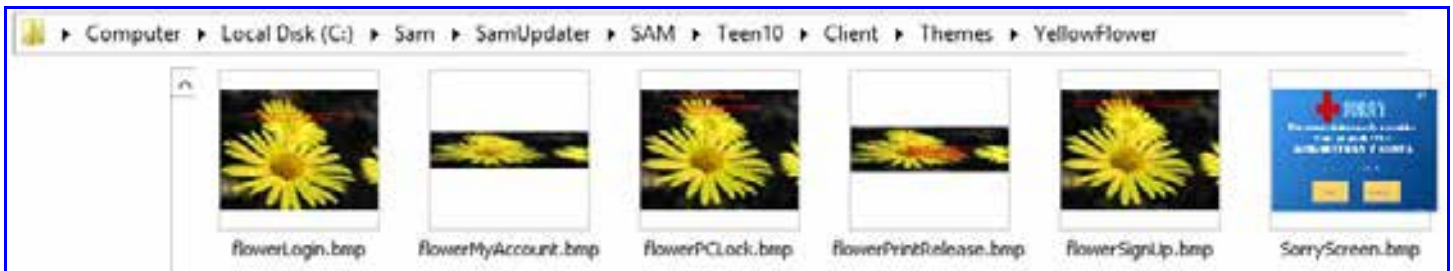 Computer ▸ Local Disk (C:) ▸ Sam ▸ SamUpdater ▸ SAM ▸ Teen10 ▸ Client ▸ Themes ▸ YellowFlower
SORRY
flowerLogin.bmp flowerMyAccount.bmp flowerPCLock.bmp flowerPrintRelease.bmp flowerSignUp.bmp SorryScreen.bmp